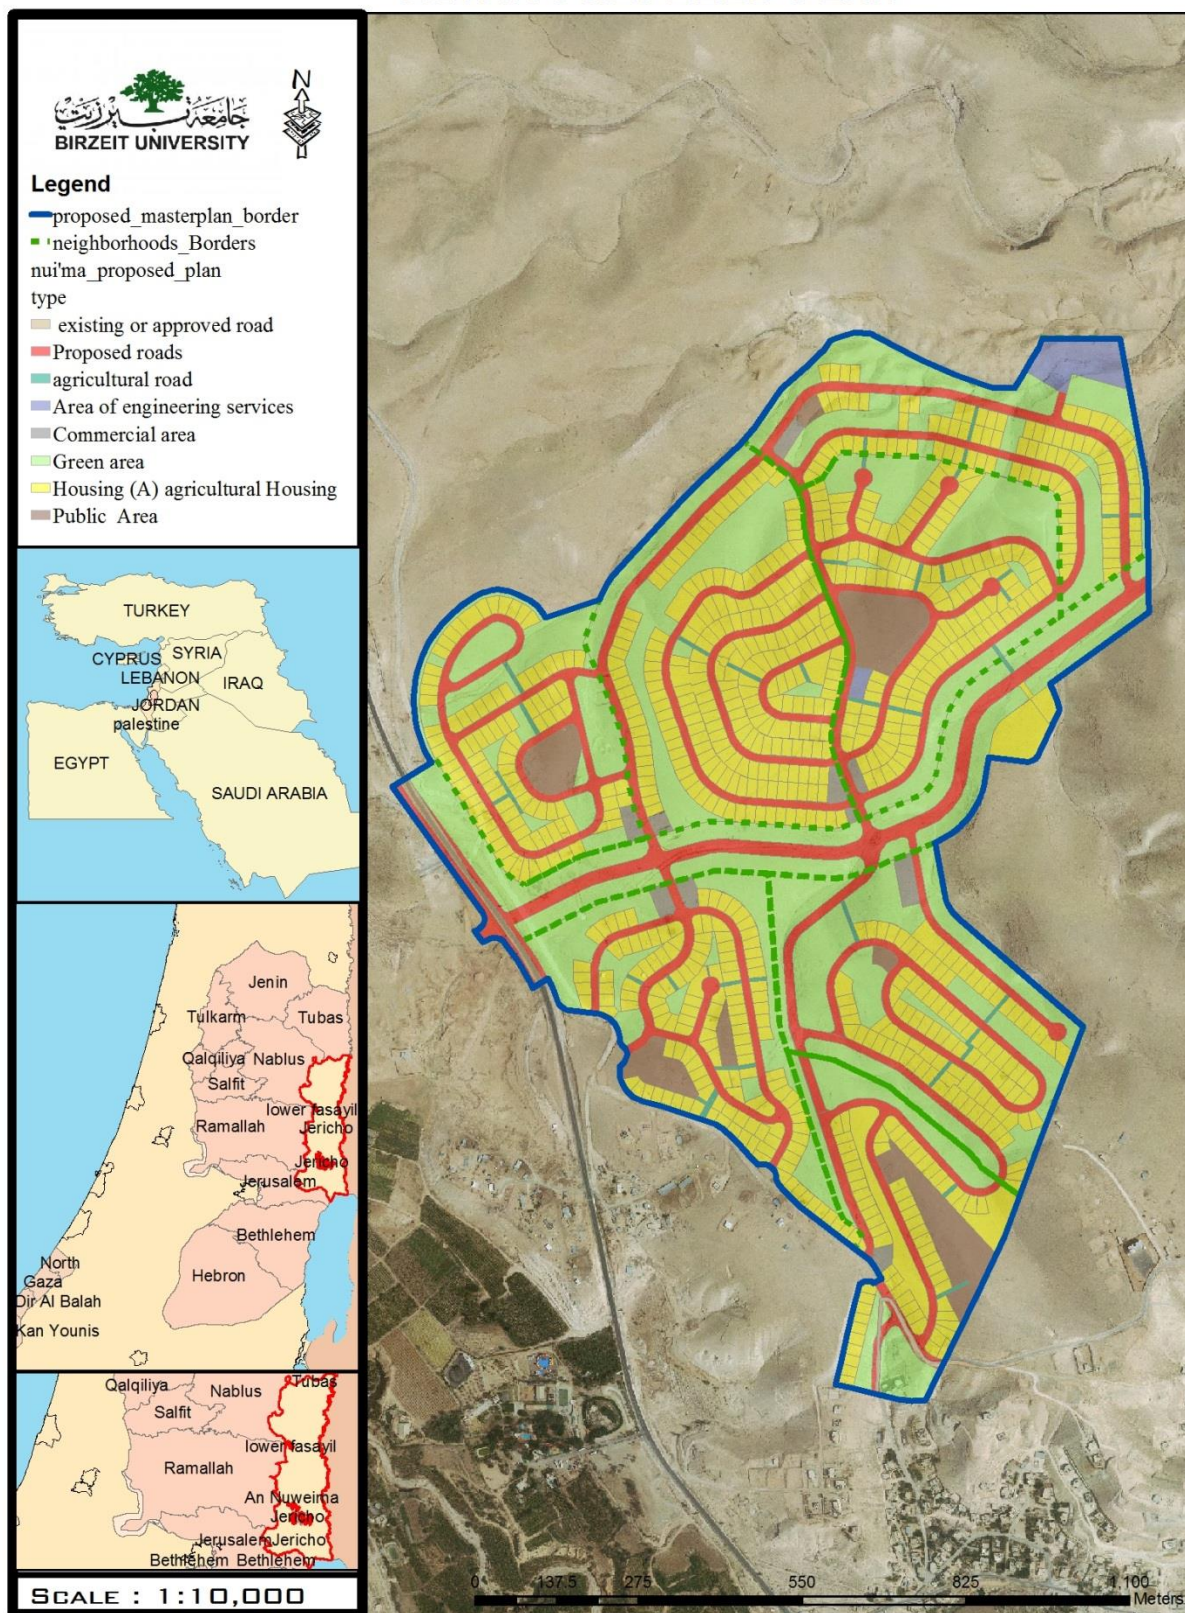 جامعة بيرزيت
BIRZEIT UNIVERSITY
N
Legend
proposed_masterplan_border
neighborhoods_Borders
nui'ma_proposed_plan
type
existing or approved road
Proposed roads
agricultural road
Area of engineering services
Commercial area
Green area
Housing (A) agricultural Housing
Public Area
TURKEY
CYPRUS
SYRIA
LEBANON
IRAQ
JORDAN
palestine
EGYPT
SAUDI ARABIA
Jenin
Tulkarm
Tubas
Qalqiliya
Nablus
Salfit
lower fasayil
Ramallah
Jericho
Jericho
Jerusalem
Bethlehem
Hebron
North
Gaza
Dir Al Balah
Kan Younis
Tubas
Qalqiliya
Nablus
Salfit
lower fasayil
Ramallah
An Nuweima
Jericho
Jerusalem
Jericho
Bethlehem
Bethlehem
SCALE : 1:10,000
0 137.5 275 550 825 1,100
Meters